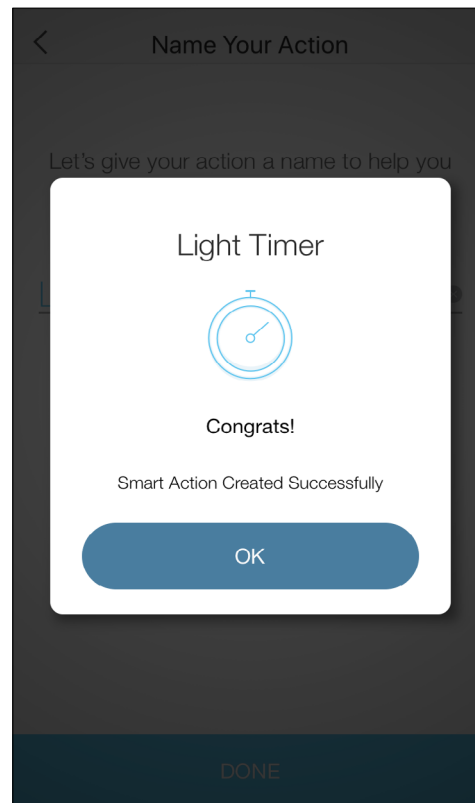 Name Your Action
Let's give your action a name to help you
Light Timer
Congrats!
Smart Action Created Successfully
OK
DONE